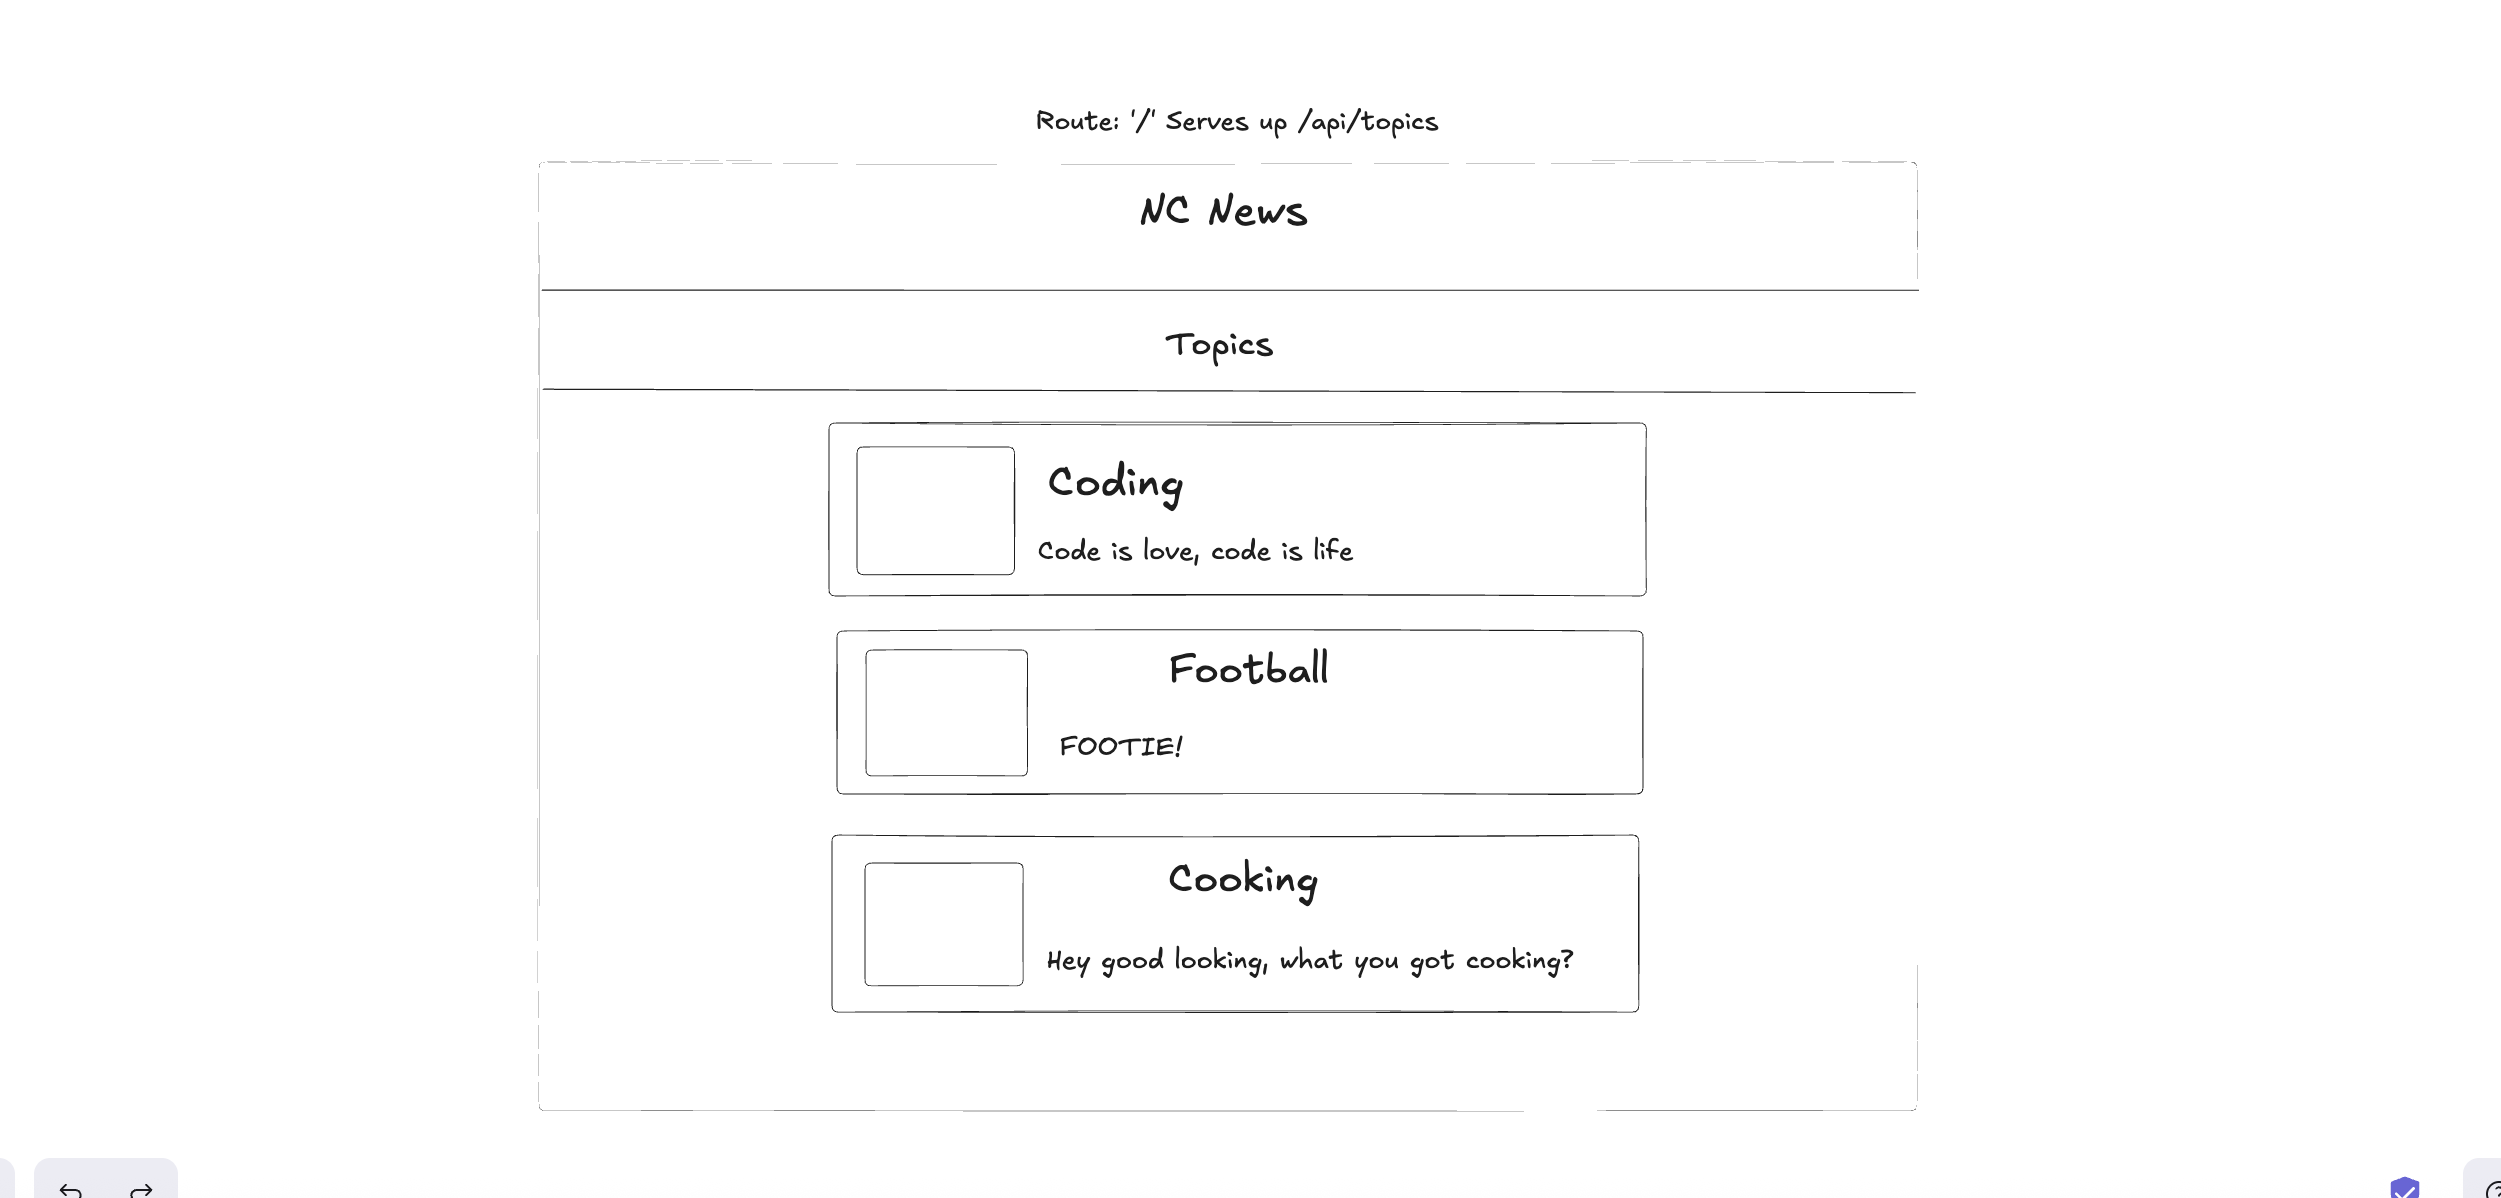 Route: "/" Serves up /api/topics
NC News
Topics
Coding
Code is love, code is life
Football
FOOTIE!
Cooking
Hey good looking, what you got cooking?